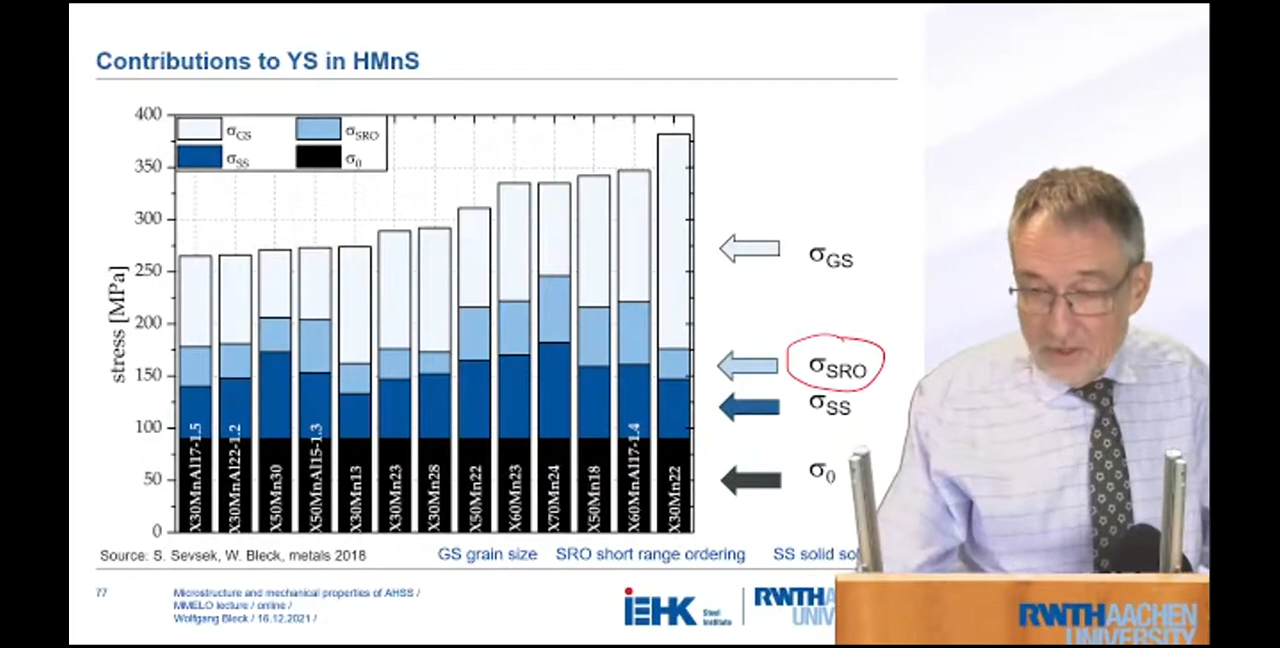 Contributions to YS in HMnS
400
350
300
250
200
150
100
50
0
stress [MPa]
σGS
σSRO
σSS
σ0
X30MnAl17-1.5
X30MnAl22-1.2
X50Mn30
X50MnAl15-1.3
X30Mn13
X30Mn23
X30Mn28
X50Mn22
X60Mn23
X70Mn24
X50Mn18
X60MnAl17-1.4
X30Mn22
σGS
σSRO
σSS
σ0
Source: S. Sevsek, W. Bleck, metals 2018
GS grain size SRO short range ordering SS solid
77
Microstructure and mechanical properties of AHSS /
MMELO lecture / online /
Wolfgang Bleck / 16.12.2021 /
IEHK
Steel
Institute
RWTH
UNIV
RWTHAACHEN
UNIVERSITY